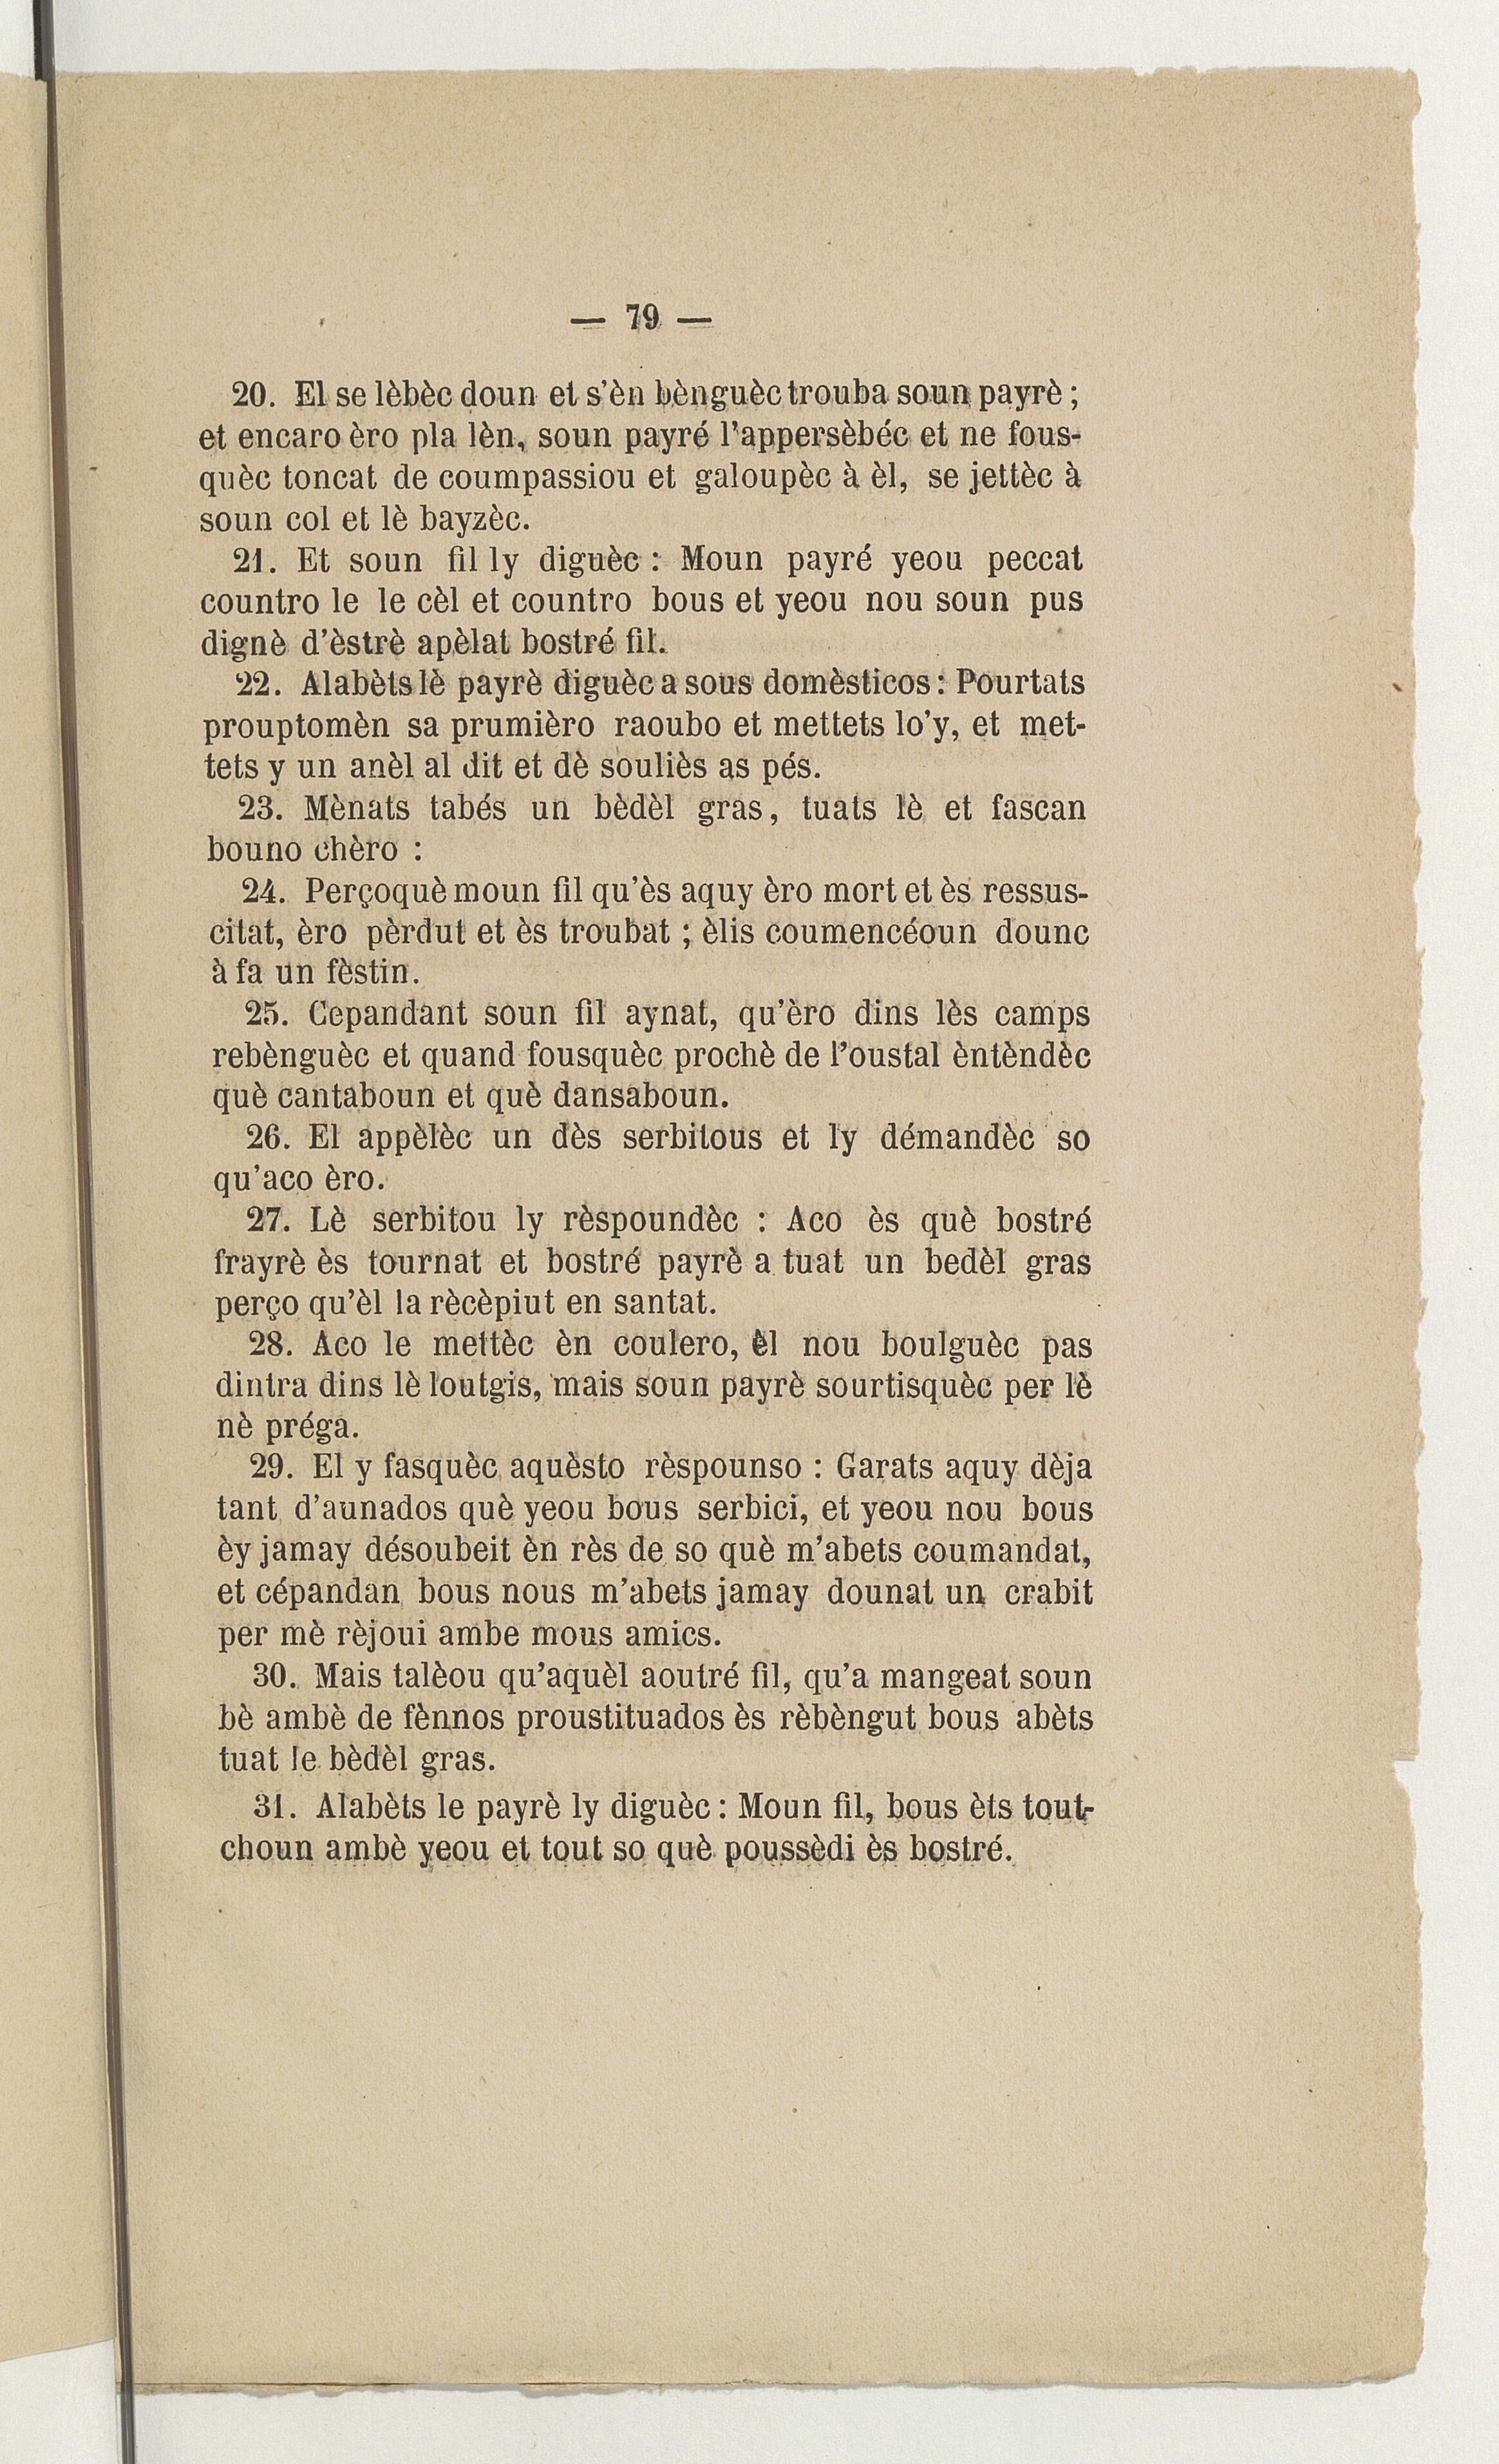 — 79 —
20. El se lèbèc doun et s'èn bènguèc trouba soun payrè ;
et encaro èro pla lèn, soun payré l'appersèbéc et ne fous-
quèc toncat de coumpassiou et galoupèc à èl, se jettèc à
soun col et lè bayzèc.
21. Et soun fil ly diguèc : Moun payré yeou peccat
countro le le cèl et countro bous et yeou nou soun pus
dignè d'èstrè apèlat bostré fil.
22. Alabèts lè payrè diguèc a sous domèsticos : Pourtats
prouptomèn sa prumièro raoubo et mettets lo'y, et met-
tets y un anèl al dit et dè souliès as pés.
23. Mènats tabés un bèdèl gras, tuats lè et fascan
bouno chèro :
24. Perçoquè moun fil qu'ès aquy èro mort et ès ressus-
citat, èro pèrdut et ès troubat ; èlis coumencéoun dounc
à fa un fèstin.
25. Cepandant soun fil aynat, qu'èro dins lès camps
rebènguèc et quand fousquèc prochè de l'oustal èntèndèc
què cantaboun et què dansaboun.
26. El appèlèc un dès serbitous et ly démandèc so
qu'aco èro.
27. Lè serbitou ly rèspoundèc : Aco ès què bostré
frayrè ès tournat et bostré payrè a tuat un bedèl gras
perço qu'èl la rècèpiut en santat.
28. Aco le mettèc èn coulero, èl nou boulguèc pas
dintra dins lè loutgis, mais soun payrè sourtisquèc per lè
nè préga.
29. El y fasquèc aquèsto rèspounso : Garats aquy dèja
tant d'aunados què yeou bous serbici, et yeou nou bous
èy jamay désoubeit èn rès de so què m'abets coumandat,
et cépandan bous nous m'abets jamay dounat un crabit
per mè rèjoui ambe mous amics.
30. Mais talèou qu'aquèl aoutré fil, qu'a mangeat soun
bè ambè de fènnos proustituados ès rèbèngut bous abèts
tuat le bèdèl gras.
31. Alabèts le payrè ly diguèc : Moun fil, bous èts tout-
choun ambè yeou et tout so què poussèdi ès bostré.